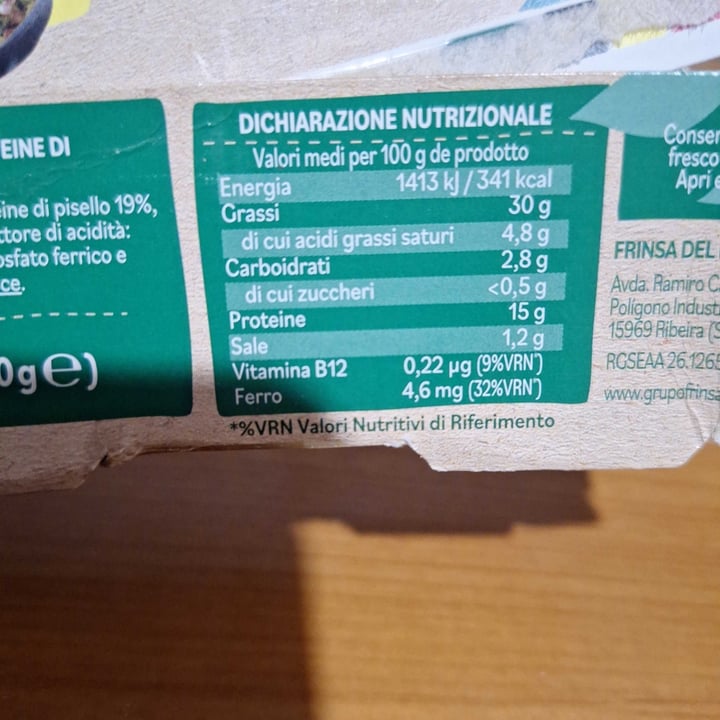 EINE DI
eine di pisello 19%,
ttore di acidità:
osfato ferrico e
ce.
0g ℮)
DICHIARAZIONE NUTRIZIONALE
Valori medi per 100 g de prodotto
Energia 1413 kJ / 341 kcal
Grassi 30 g
di cui acidi grassi saturi 4,8 g
Carboidrati 2,8 g
di cui zuccheri <0,5 g
Proteine 15 g
Sale 1,2 g
Vitamina B12 0,22 µg (9%VRN*)
Ferro 4,6 mg (32%VRN*)
*%VRN Valori Nutritivi di Riferimento
Conser
fresco
Apri e
FRINSA DEL
Avda. Ramiro C
Polígono Indust
15969 Ribeira (
RGSEAA 26.126
www.grupofrinsa